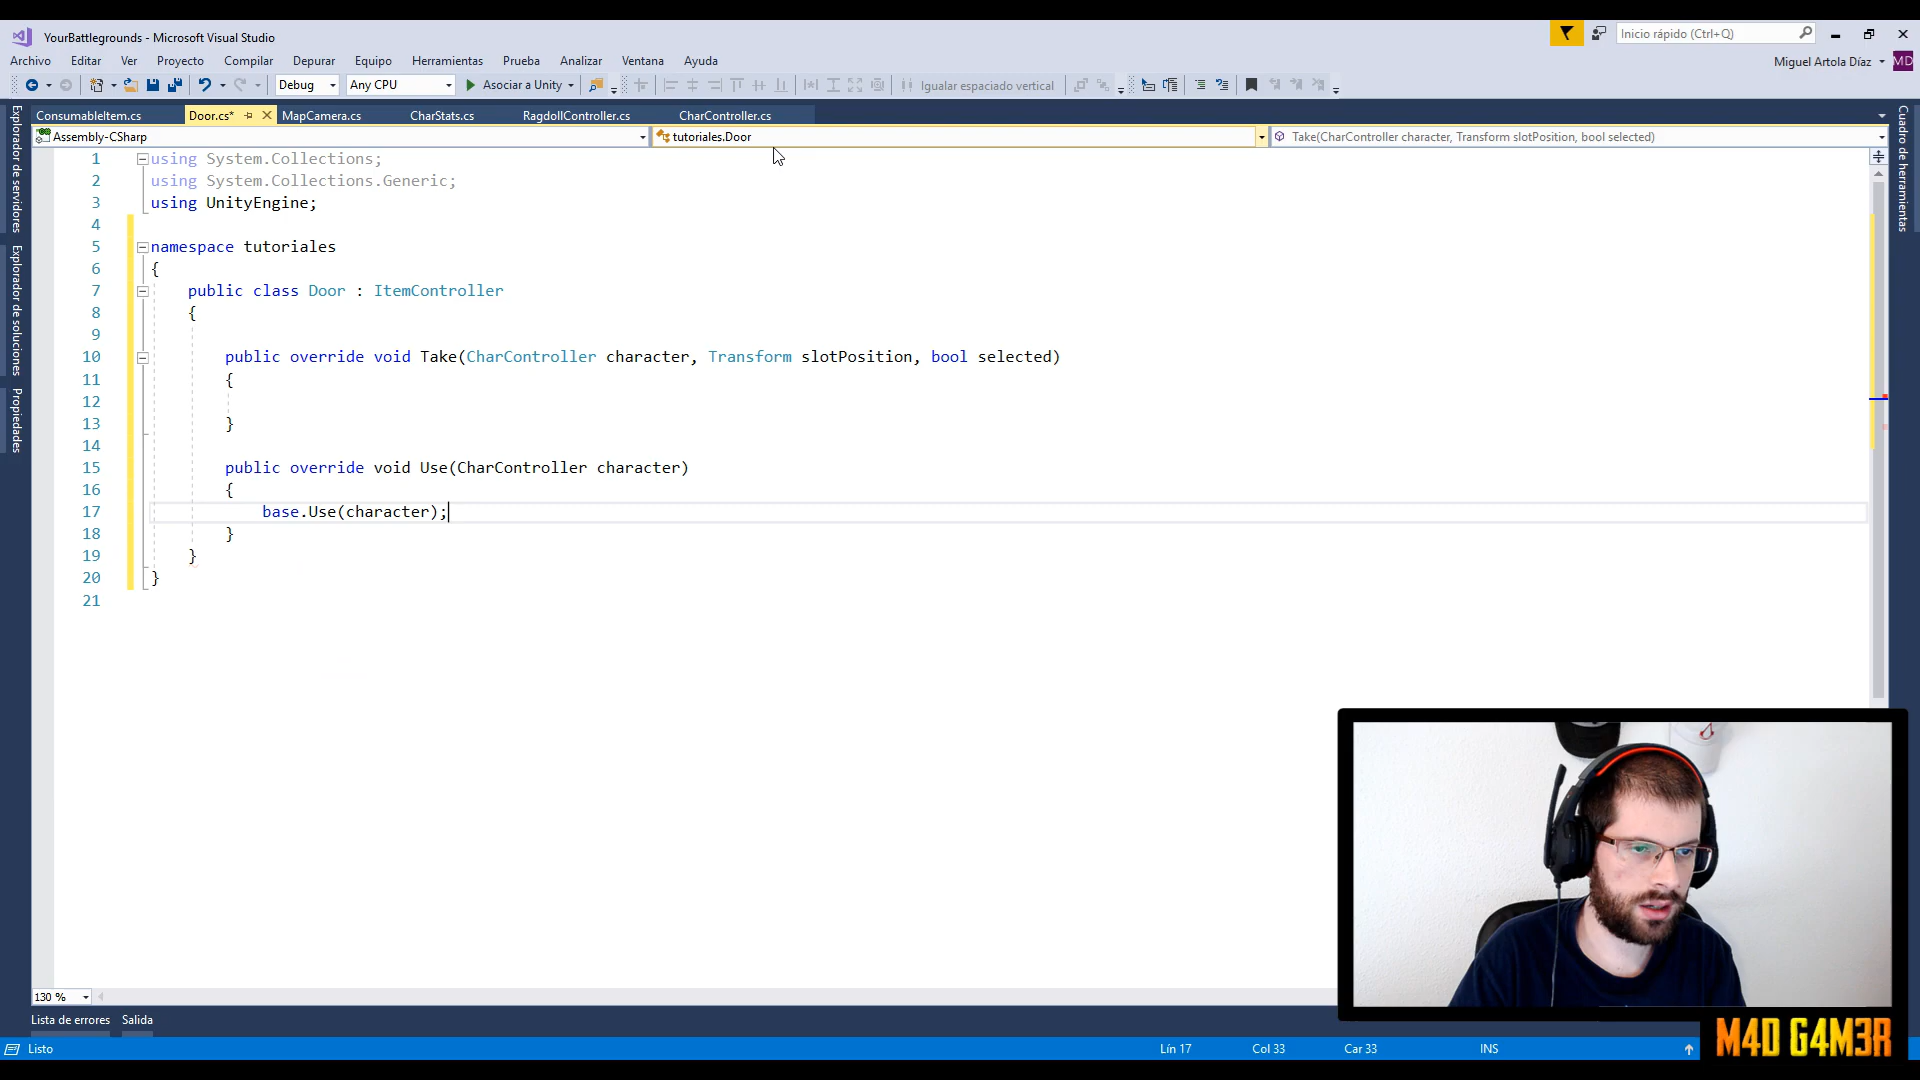 YourBattlegrounds - Microsoft Visual Studio
Inicio rápido (Ctrl+Q)
Archivo Editar Ver Proyecto Compilar Depurar Equipo Herramientas Prueba Analizar Ventana Ayuda
Miguel Artola Díaz MD
Debug Any CPU Asociar a Unity Igualar espaciado vertical
ConsumableItem.cs Door.cs* MapCamera.cs CharStats.cs RagdollController.cs CharController.cs
Assembly-CSharp tutoriales.Door Take(CharController character, Transform slotPosition, bool selected)
Explorador de servidores
Explorador de soluciones
Propiedades
Cuadro de herramientas
1 using System.Collections;
2 using System.Collections.Generic;
3 using UnityEngine;
4
5 namespace tutoriales
6 {
7 public class Door : ItemController
8 {
9
10 public override void Take(CharController character, Transform slotPosition, bool selected)
11 {
12
13 }
14
15 public override void Use(CharController character)
16 {
17 base.Use(character);
18 }
19 }
20 }
21
130 %
Lista de errores Salida
Listo Lín 17 Col 33 Car 33 INS
M4D G4M3R